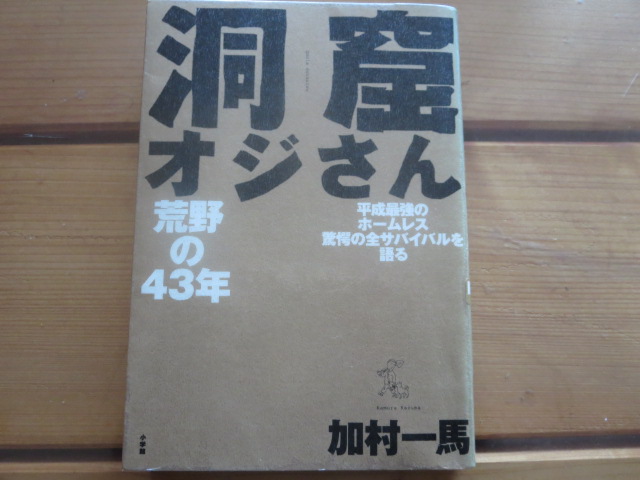 洞窟
オジさん
荒野
の
43年
平成最強の
ホームレス
驚愕の全サバイバルを
語る
Kamura Kazuma
加村一馬
小学館